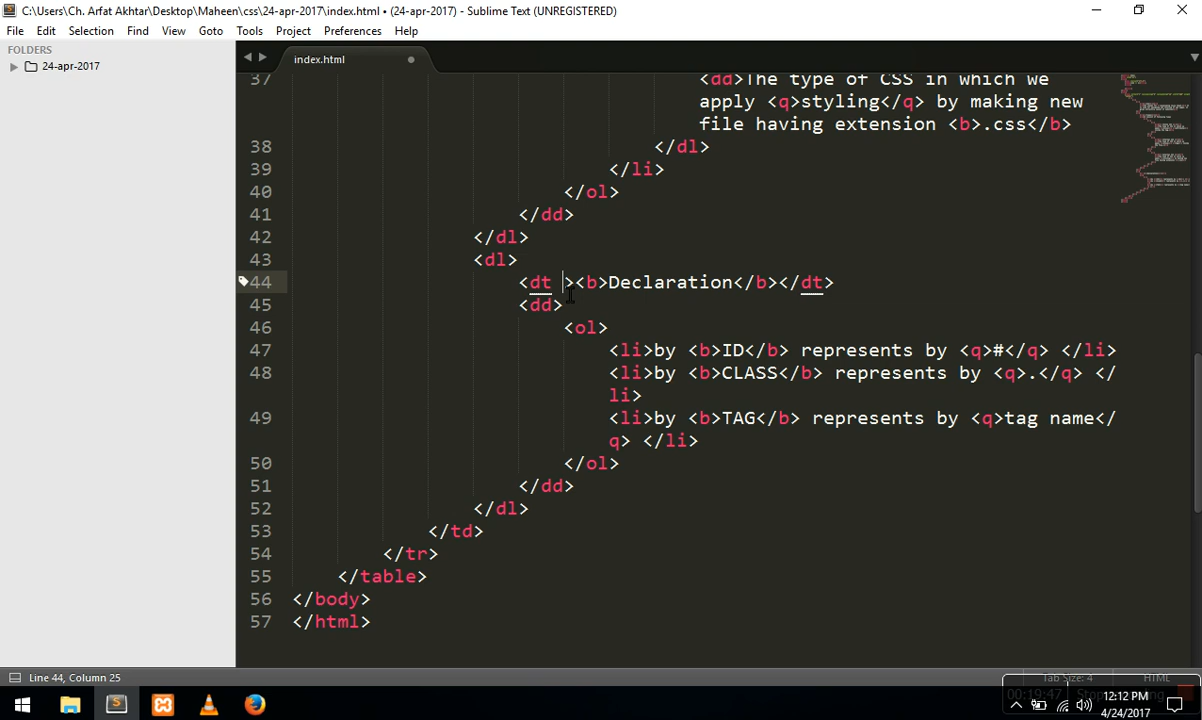 C:\Users\Ch. Arfat Akhtar\Desktop\Maheen\css\24-apr-2017\index.html • (24-apr-2017) - Sublime Text (UNREGISTERED)
File Edit Selection Find View Goto Tools Project Preferences Help
FOLDERS
24-apr-2017
index.html
37 <dd>The type of CSS in which we
apply <q>styling</q> by making new
file having extension <b>.css</b>
38 </dl>
39 </li>
40 </ol>
41 </dd>
42 </dl>
43 <dl>
44 <dt ><b>Declaration</b></dt>
45 <dd>
46 <ol>
47 <li>by <b>ID</b> represents by <q>#</q> </li>
48 <li>by <b>CLASS</b> represents by <q>.</q> </
li>
49 <li>by <b>TAG</b> represents by <q>tag name</
q> </li>
50 </ol>
51 </dd>
52 </dl>
53 </td>
54 </tr>
55 </table>
56 </body>
57 </html>
Line 44, Column 25 Tab Size: 4 HTML
00:19:47
12:12 PM
4/24/2017